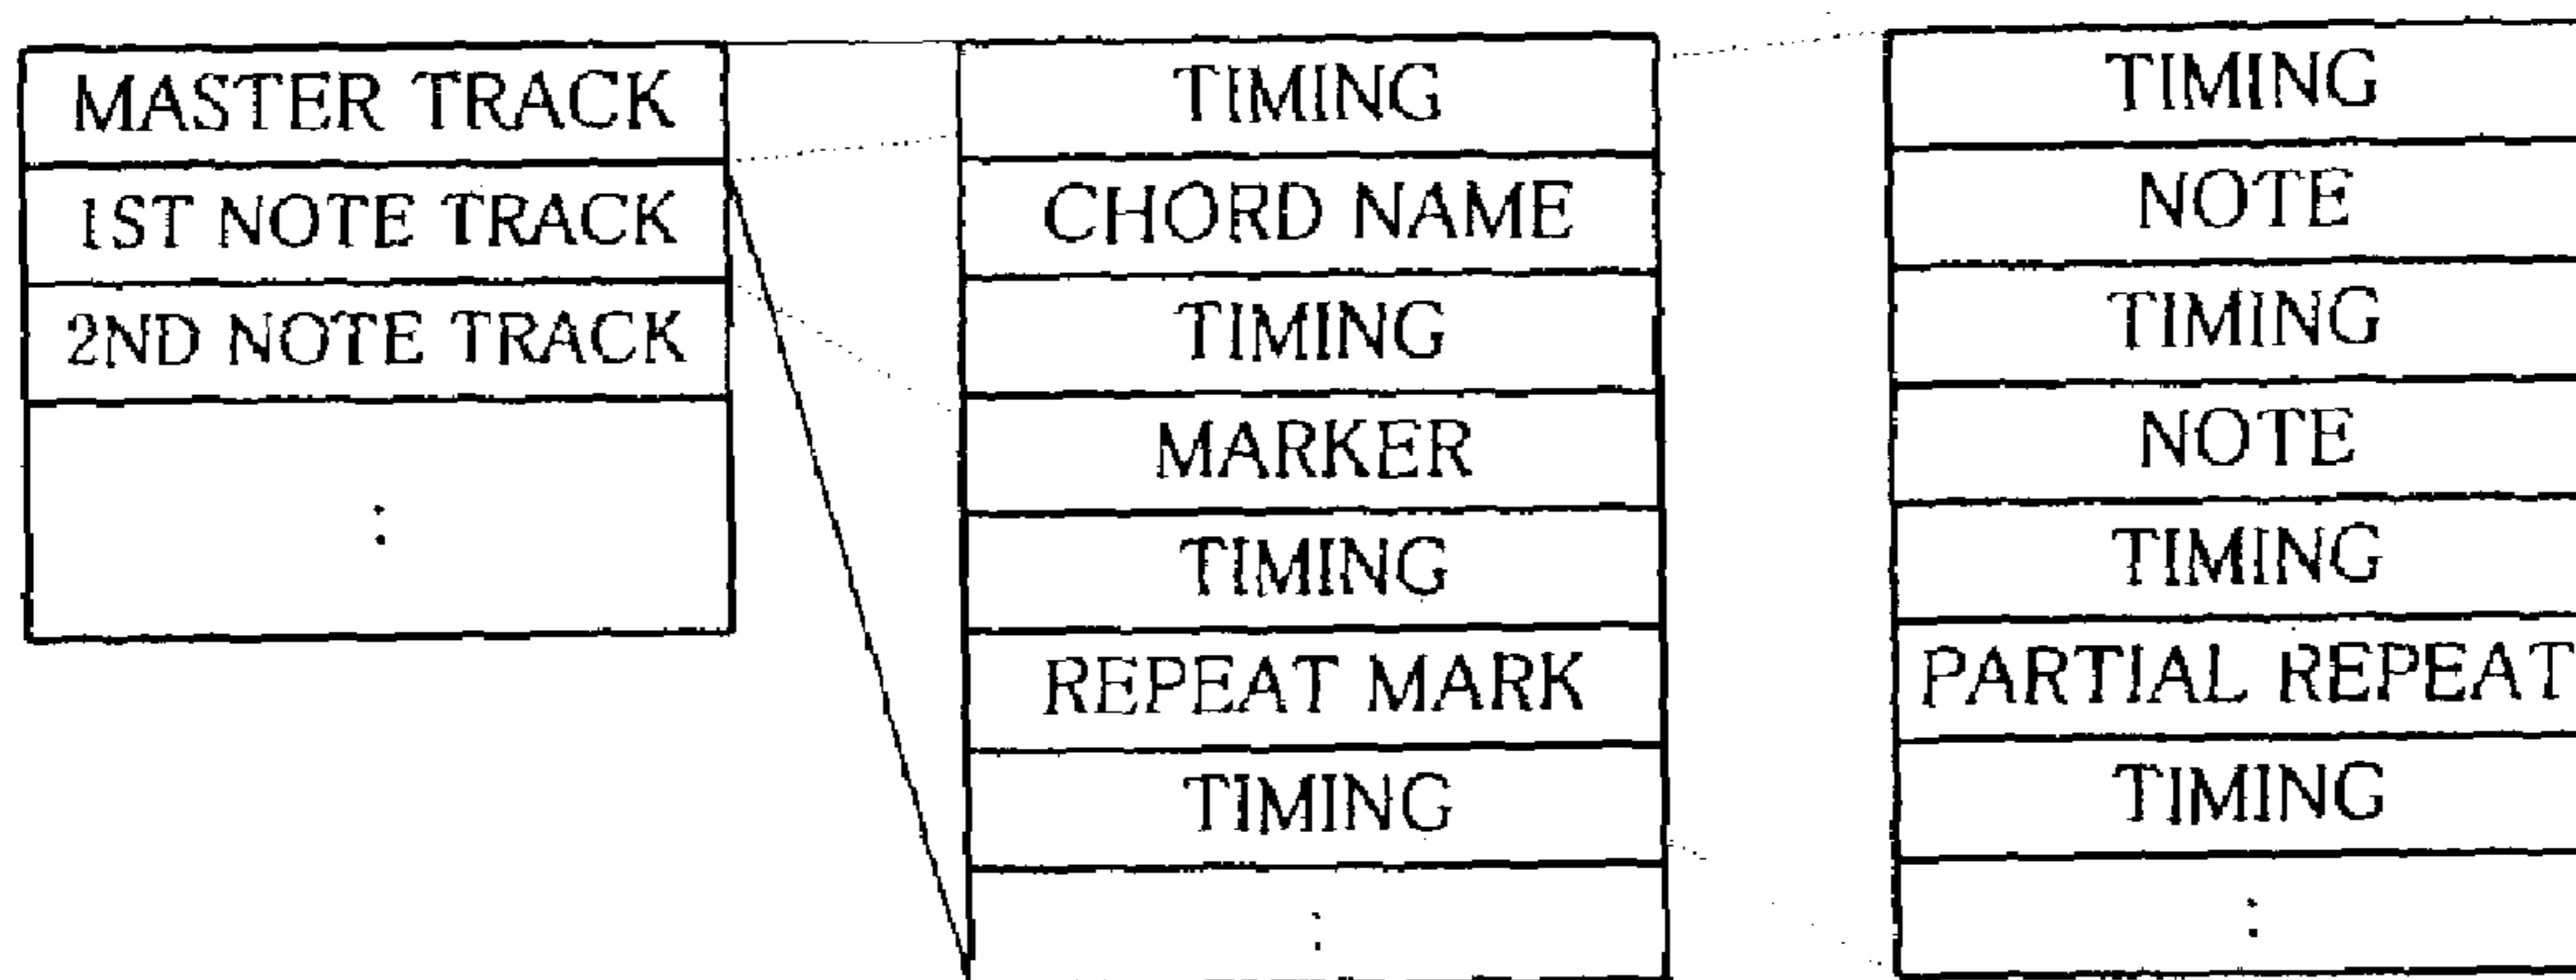 MASTER TRACK
1ST NOTE TRACK
2ND NOTE TRACK
:
TIMING
CHORD NAME
TIMING
MARKER
TIMING
REPEAT MARK
TIMING
:
TIMING
NOTE
TIMING
NOTE
TIMING
PARTIAL REPEAT
TIMING
: